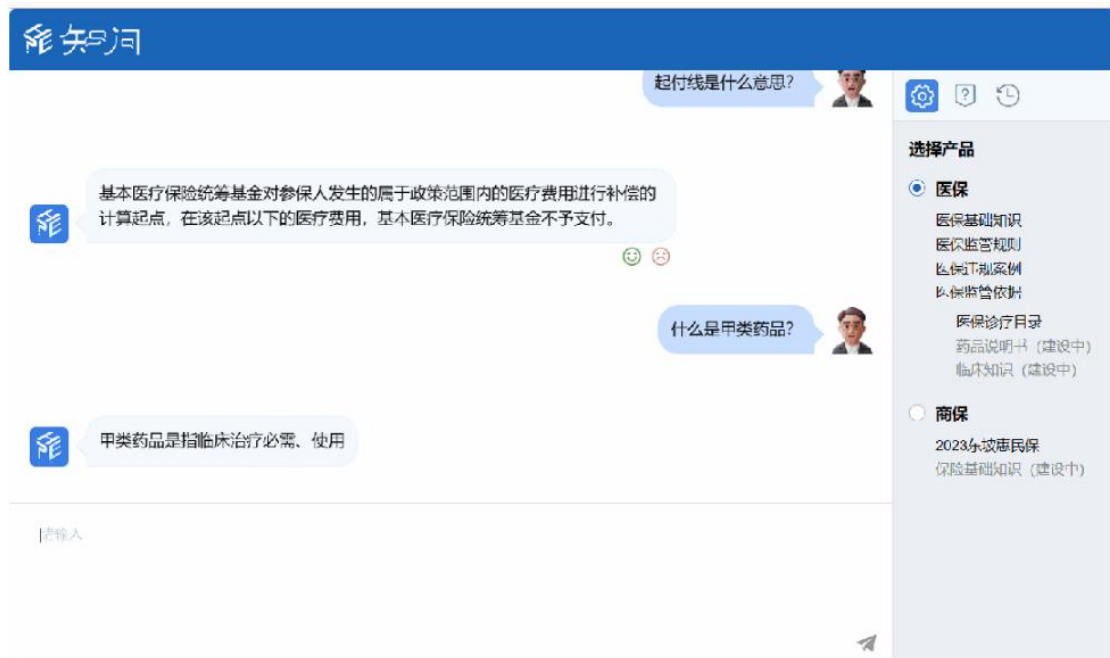 知问
起付线是什么意思?
基本医疗保险统筹基金对参保人发生的属于政策范围内的医疗费用进行补偿的
计算起点，在该起点以下的医疗费用，基本医疗保险统筹基金不予支付。
什么是甲类药品?
甲类药品是指临床治疗必需、使用
请输入
选择产品
医保
医保基础知识
医保监管规则
医保违规案例
医保监管依据
医保诊疗目录
药品说明书（建设中）
临床知识（建设中）
商保
2023东坡惠民保
保险基础知识（建设中）